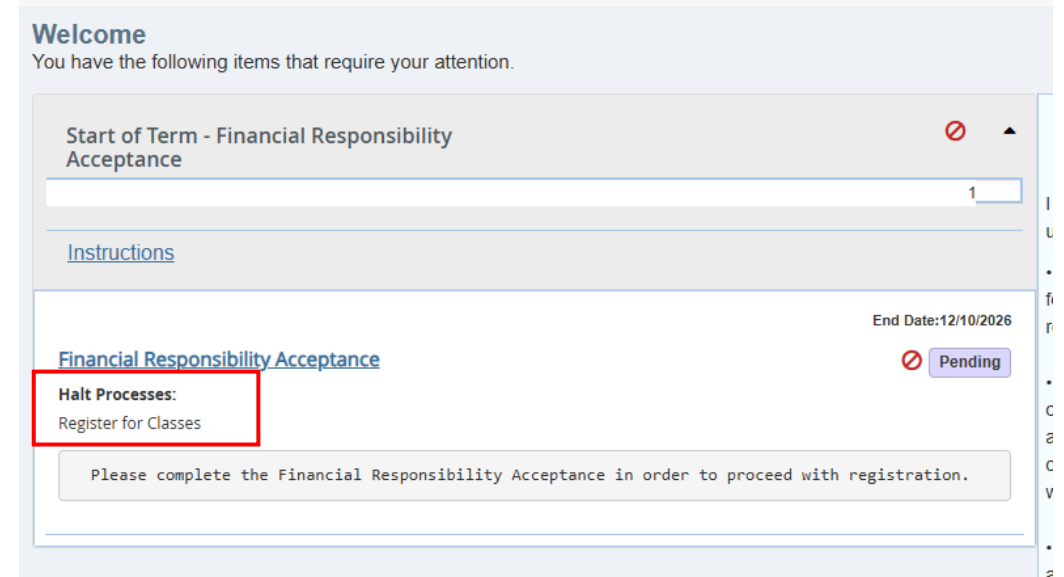 Welcome
You have the following items that require your attention.
Start of Term - Financial Responsibility
Acceptance
1
Instructions
End Date:12/10/2026
Financial Responsibility Acceptance
Pending
Halt Processes:
Register for Classes
Please complete the Financial Responsibility Acceptance in order to proceed with registration.
I